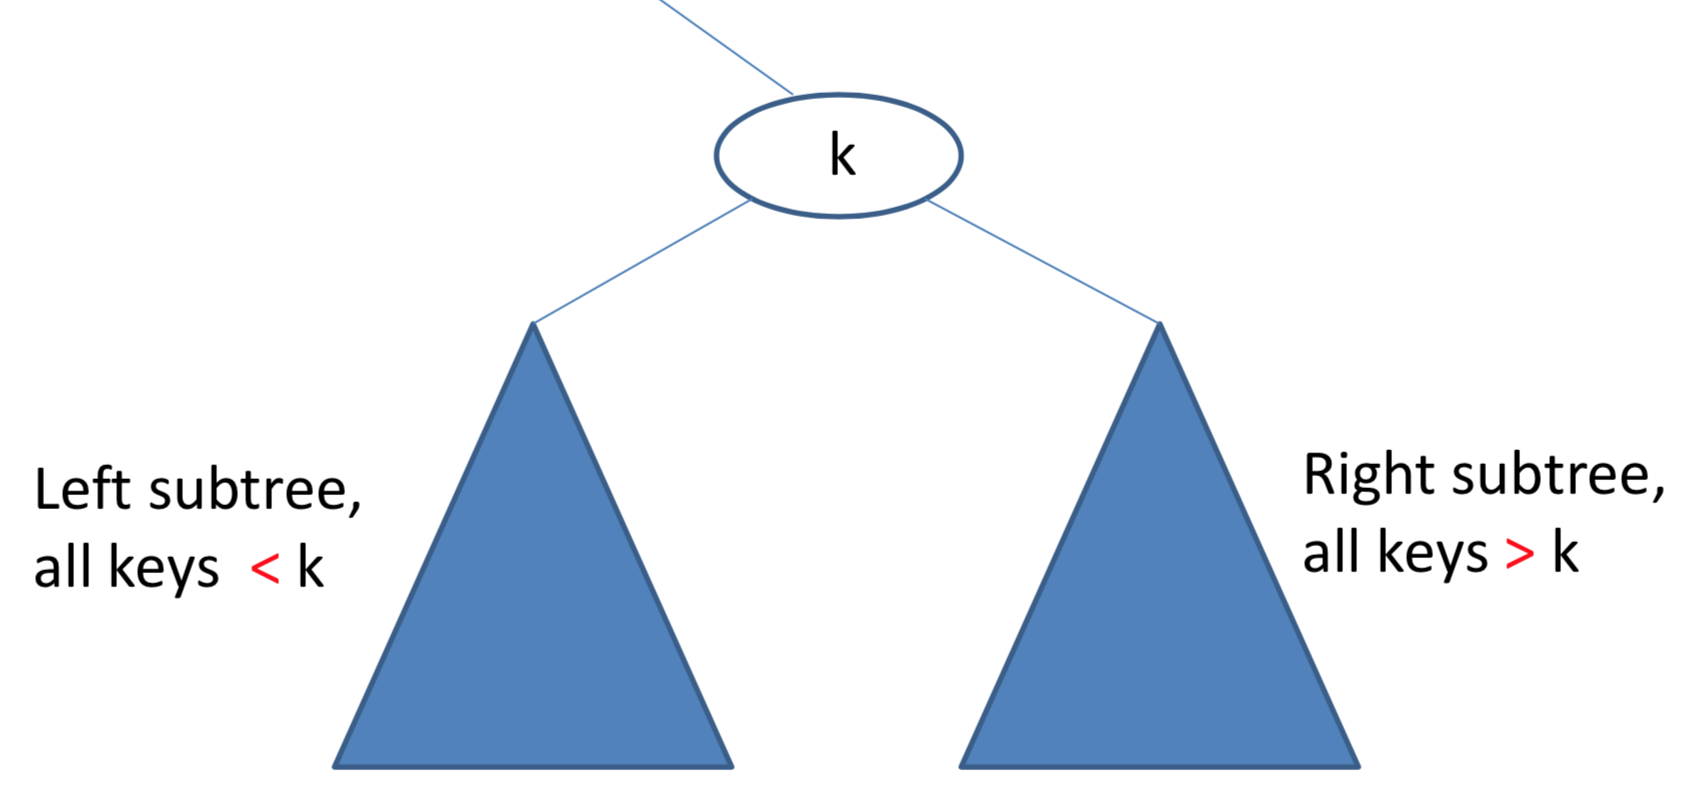 k
Left subtree,
all keys < k
Right subtree,
all keys > k